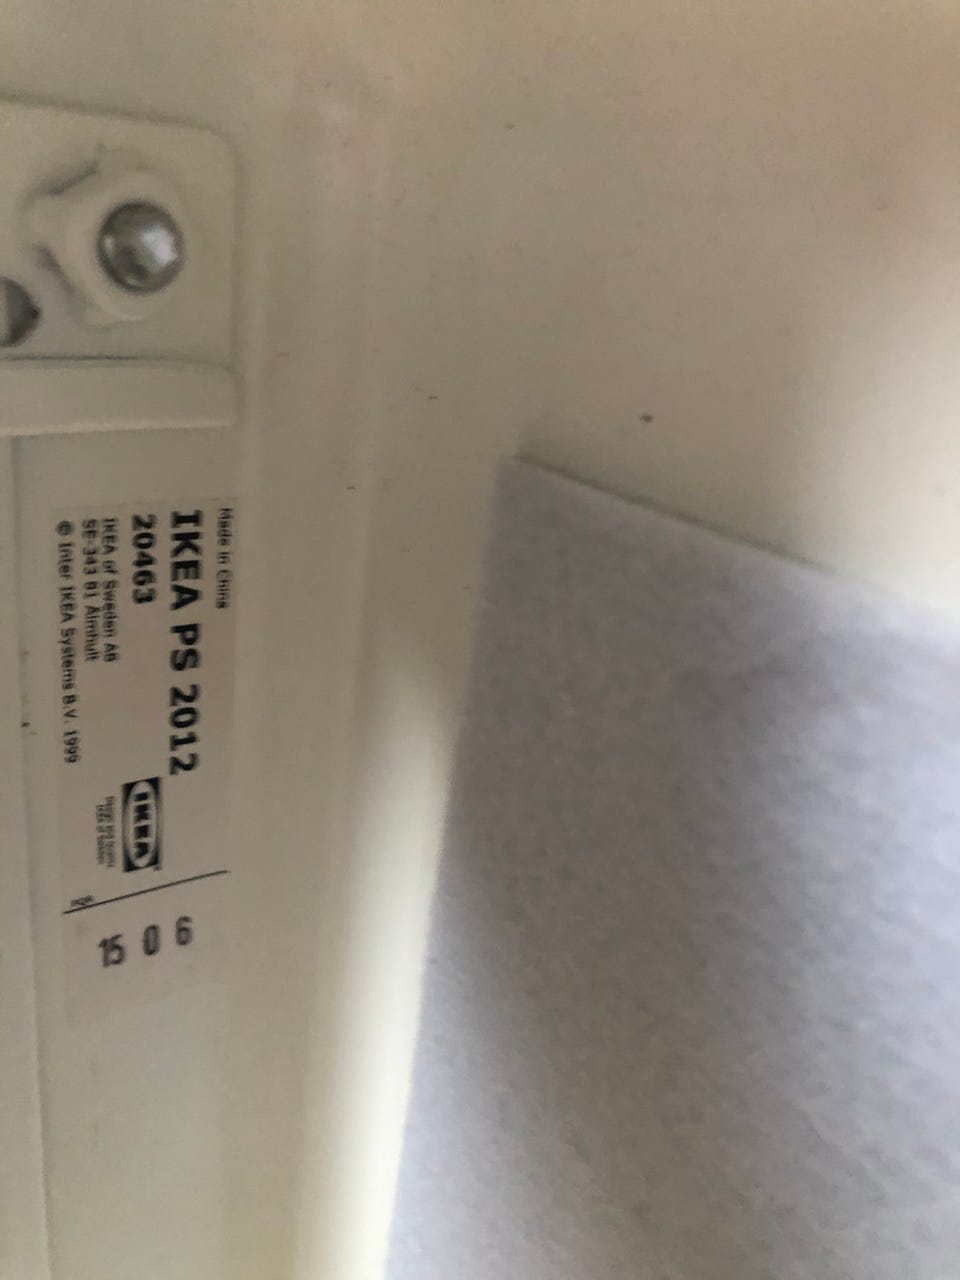 Made in China
IKEA PS 2012
20463
IKEA of Sweden AB
SE-343 81 Älmhult
© Inter IKEA Systems B.V. 1999
IKEA
15 0 6